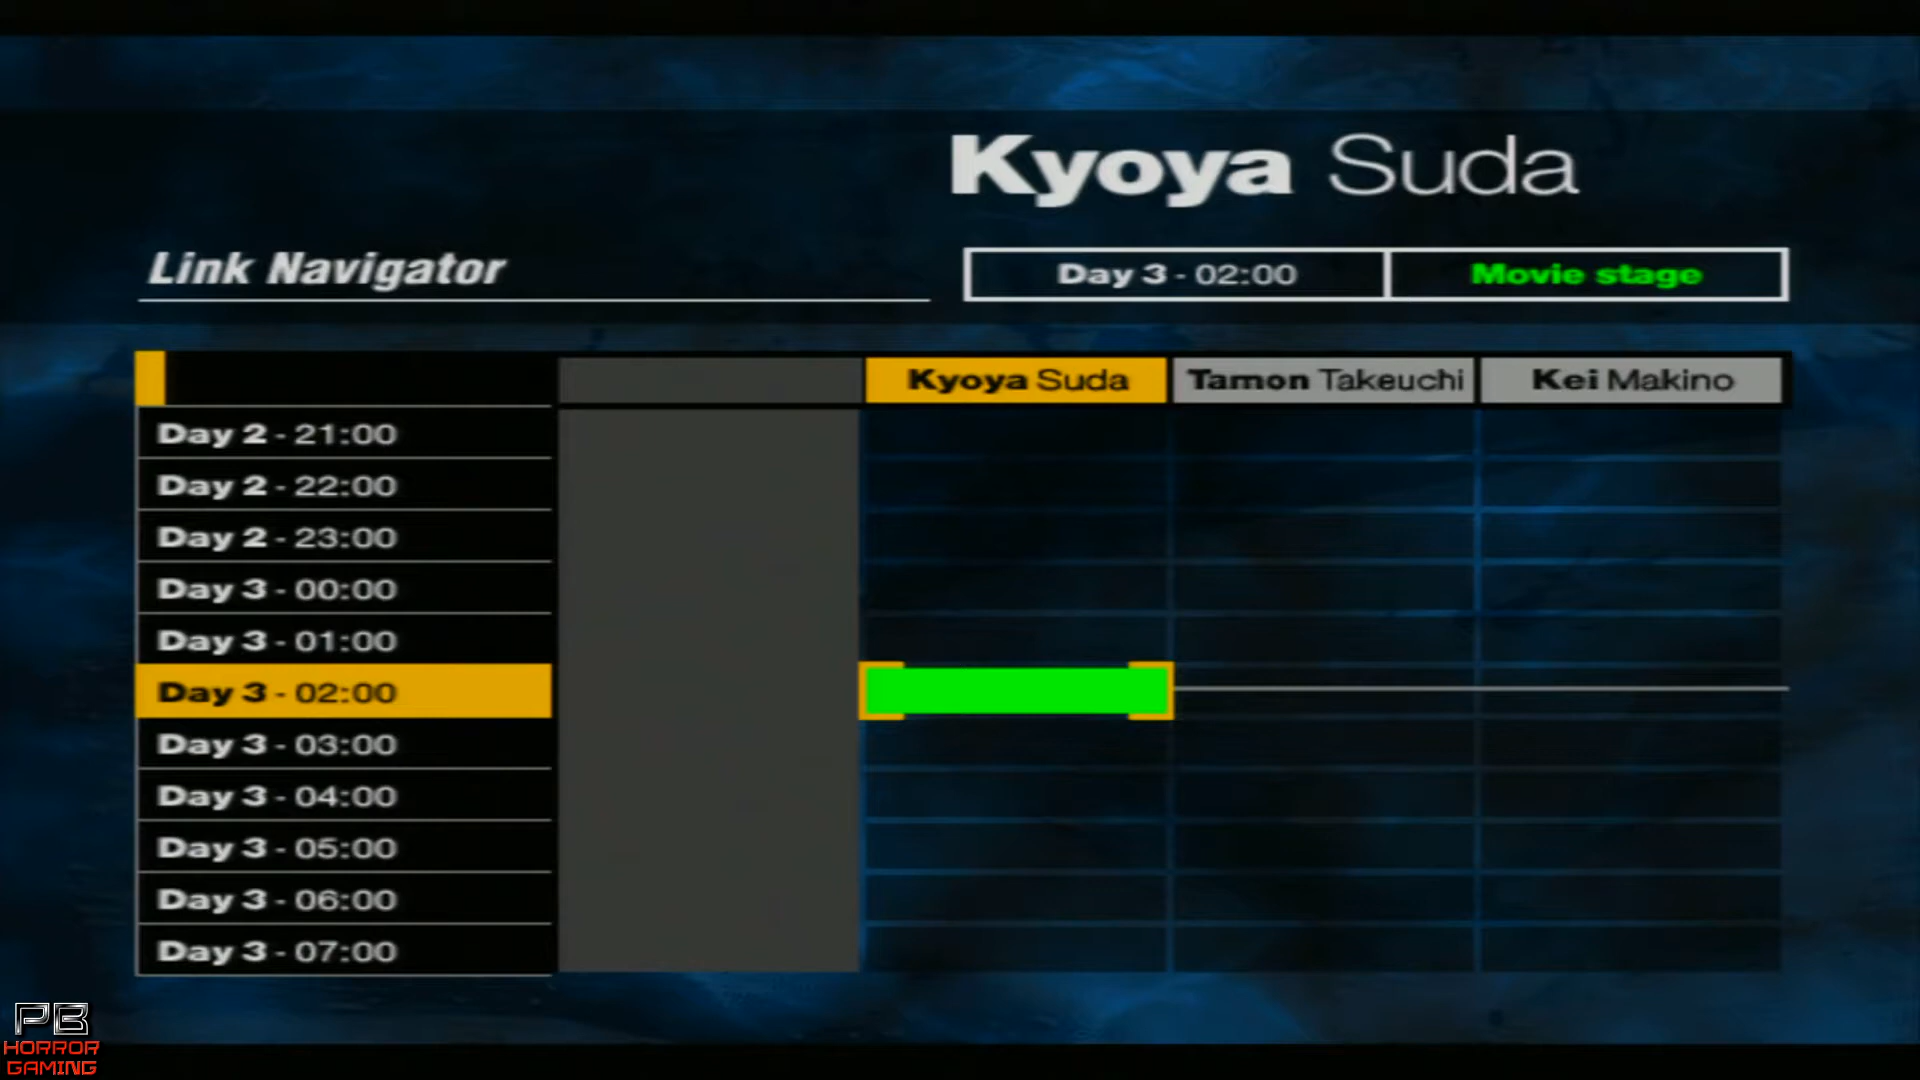 Kyoya Suda
Link Navigator
Day 3 - 02:00
Movie stage
Kyoya Suda
Tamon Takeuchi
Kei Makino
Day 2 - 21:00
Day 2 - 22:00
Day 2 - 23:00
Day 3 - 00:00
Day 3 - 01:00
Day 3 - 02:00
Day 3 - 03:00
Day 3 - 04:00
Day 3 - 05:00
Day 3 - 06:00
Day 3 - 07:00
PB
HORROR
GAMING